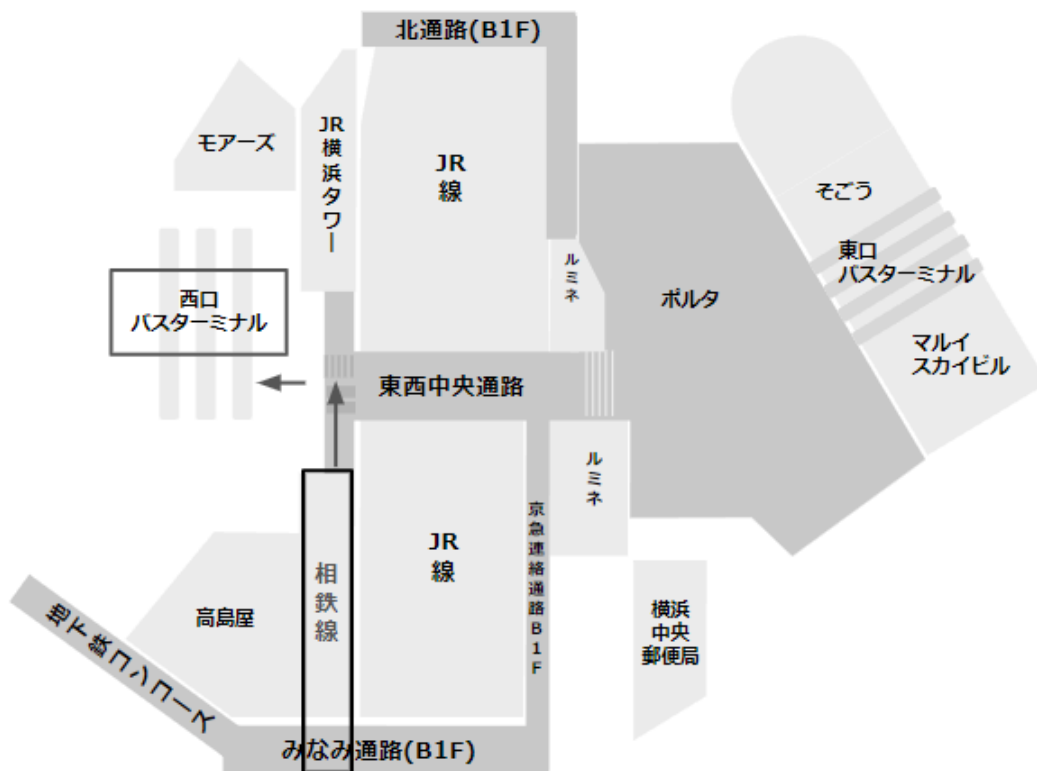 北通路(B1F)
モアーズ
JR横浜タワー
JR
線
そごう
東口
バスターミナル
ルミネ
ポルタ
西口
バスターミナル
マルイ
スカイビル
東西中央通路
ルミネ
京急連絡通路B1F
JR
線
相鉄線
高島屋
横浜
中央
郵便局
地下鉄コンコース
みなみ通路(B1F)